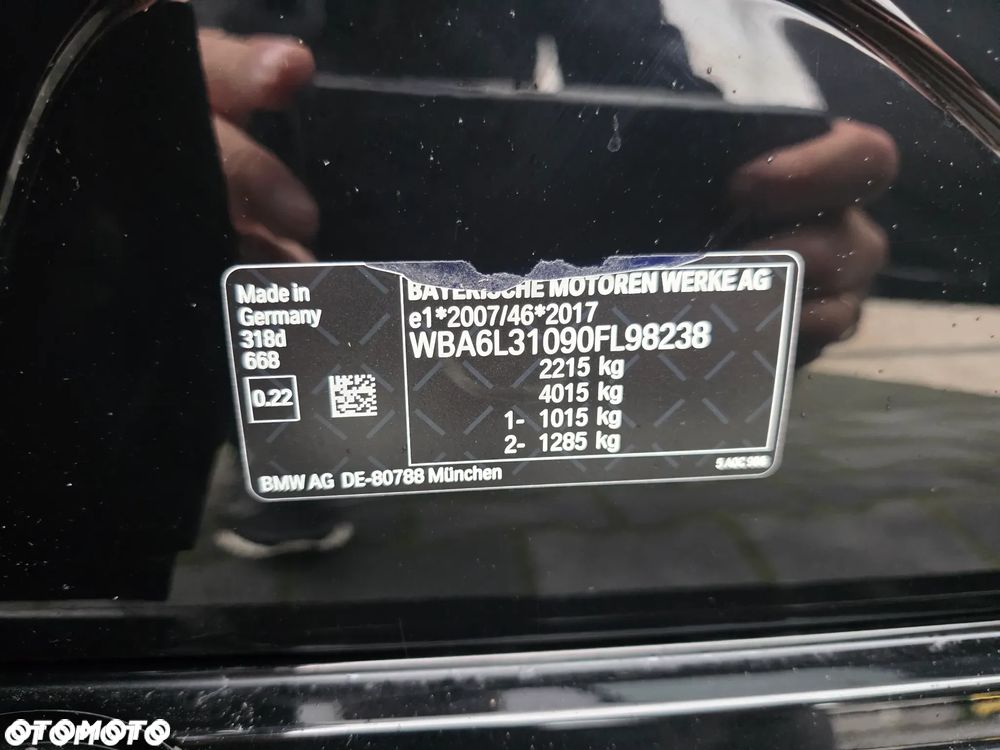 Made in
Germany
318d
668
0.22
BAYERISCHE MOTOREN WERKE AG
e1*2007/46*2017
WBA6L31090FL98238
2215 kg
4015 kg
1- 1015 kg
2- 1285 kg
BMW AG DE-80788 München
OTOMOTO